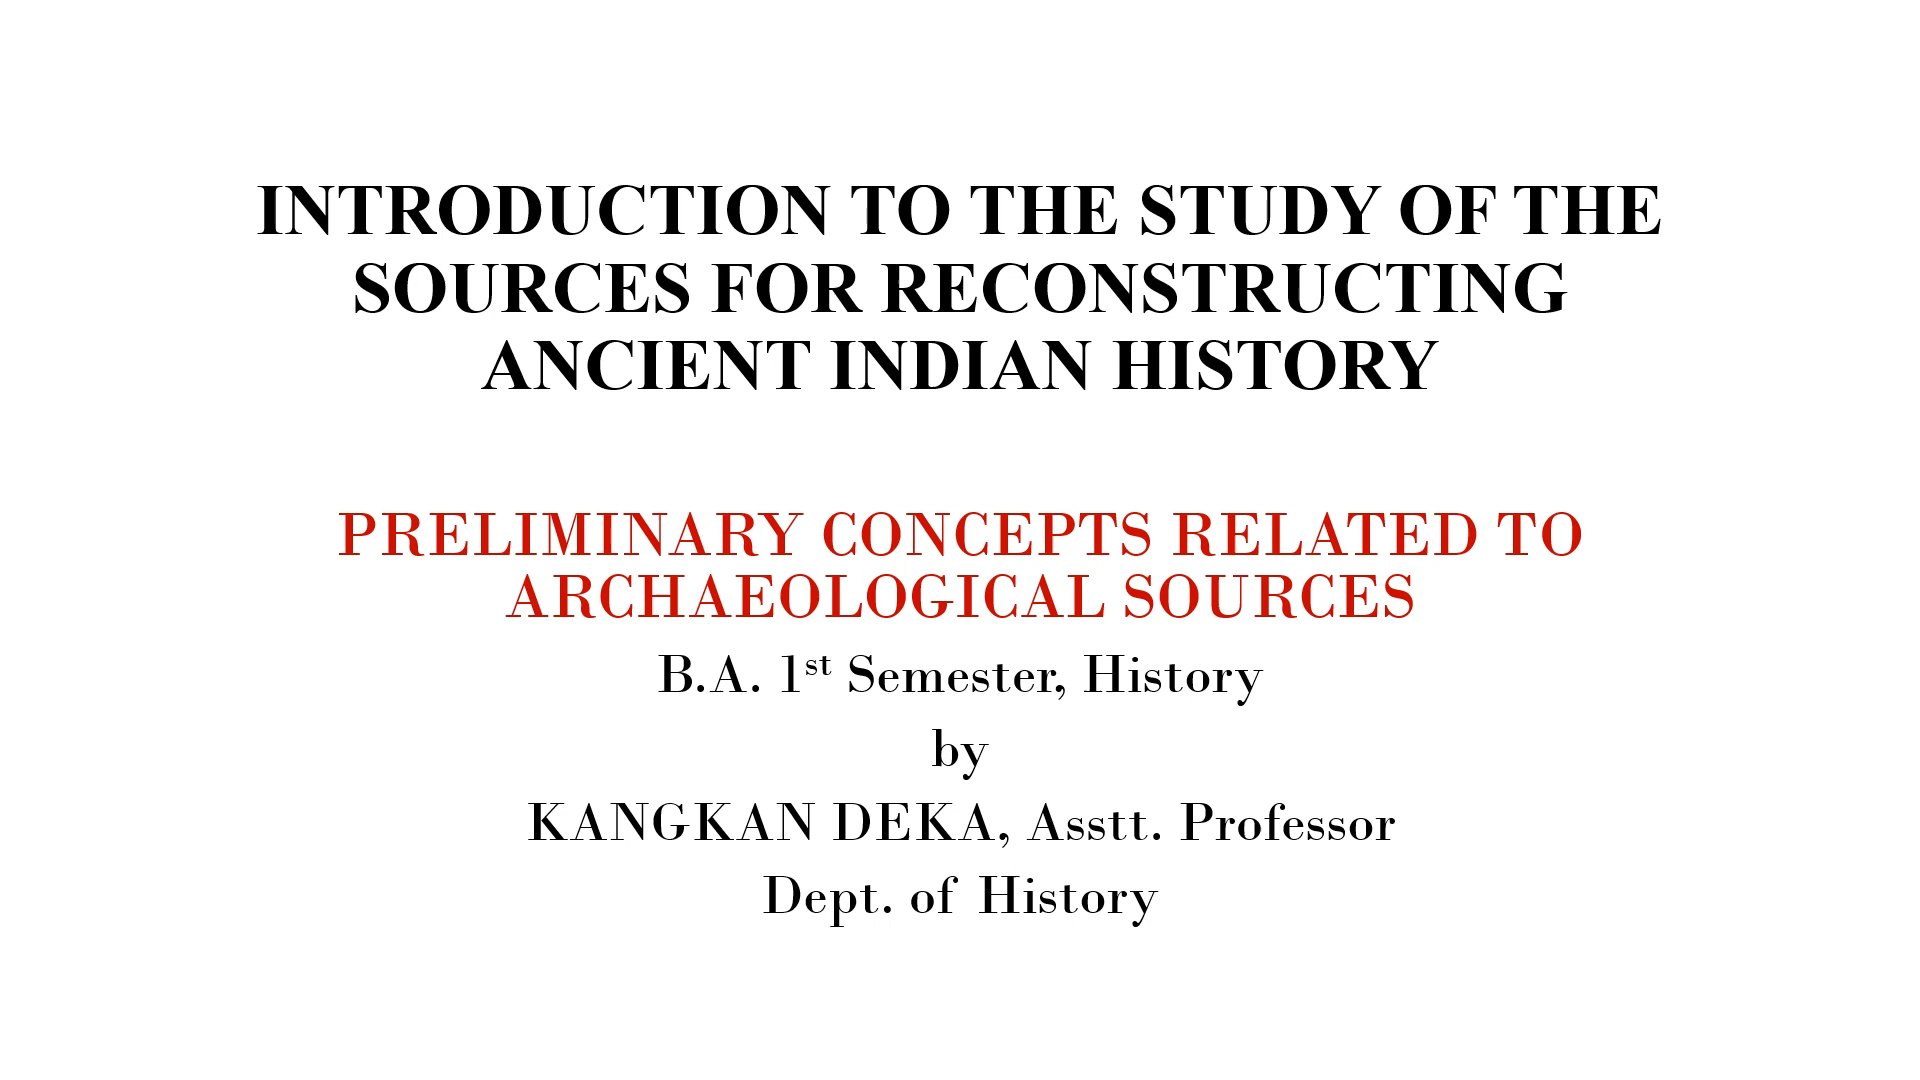 INTRODUCTION TO THE STUDY OF THE
SOURCES FOR RECONSTRUCTING
ANCIENT INDIAN HISTORY
PRELIMINARY CONCEPTS RELATED TO
ARCHAEOLOGICAL SOURCES
B.A. 1st Semester, History
by
KANGKAN DEKA, Asstt. Professor
Dept. of History